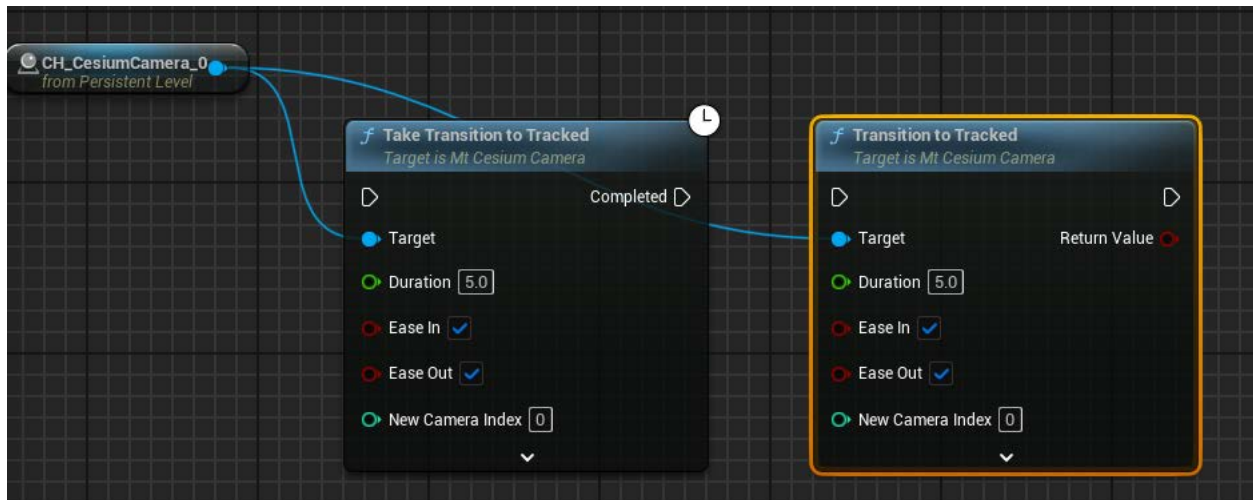 CH_CesiumCamera_0
from Persistent Level
Take Transition to Tracked
Target is Mt Cesium Camera
Completed
Target
Duration 5.0
Ease In
Ease Out
New Camera Index 0
Transition to Tracked
Target is Mt Cesium Camera
Target Return Value
Duration 5.0
Ease In
Ease Out
New Camera Index 0